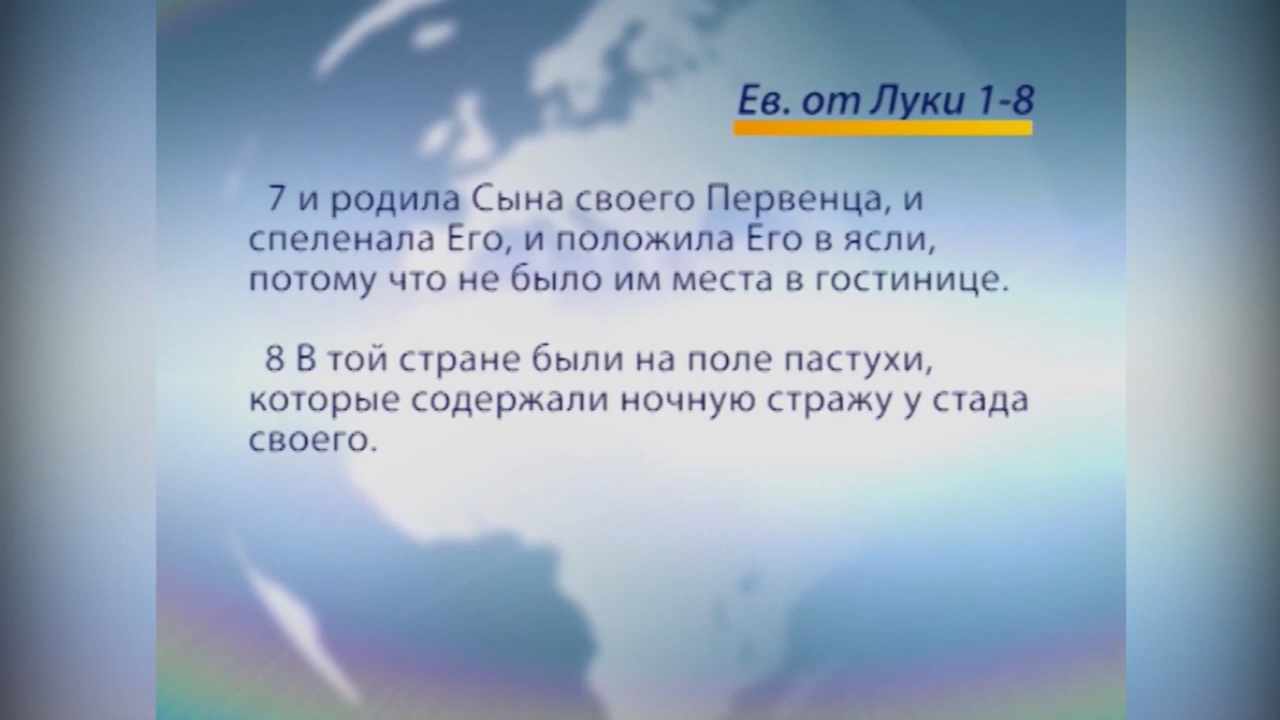 Ев. от Луки 1-8
7 и родила Сына своего Первенца, и
спеленала Его, и положила Его в ясли,
потому что не было им места в гостинице.
8 В той стране были на поле пастухи,
которые содержали ночную стражу у стада
своего.